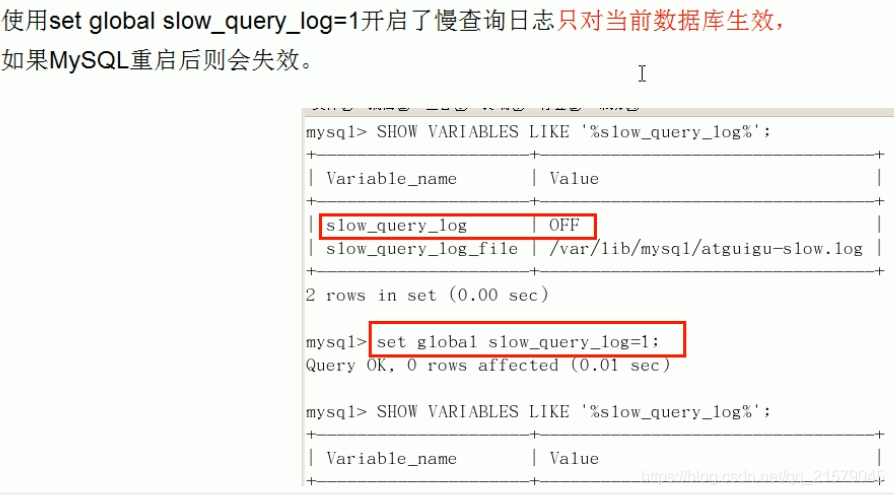 使用set global slow_query_log=1开启了慢查询日志只对当前数据库生效，
如果MySQL重启后则会失效。
mysql> SHOW VARIABLES LIKE '%slow_query_log%';
+---------------------+---------------------------------+
| Variable_name | Value |
+---------------------+---------------------------------+
| slow_query_log | OFF |
| slow_query_log_file | /var/lib/mysql/atguigu-slow.log |
+---------------------+---------------------------------+
2 rows in set (0.00 sec)
mysql> set global slow_query_log=1;
Query OK, 0 rows affected (0.01 sec)
mysql> SHOW VARIABLES LIKE '%slow_query_log%';
+---------------------+---------------------------------+
| Variable_name | Value |
https://blog.csdn.net/qq_21579045
+---------------------+---------------------------------+